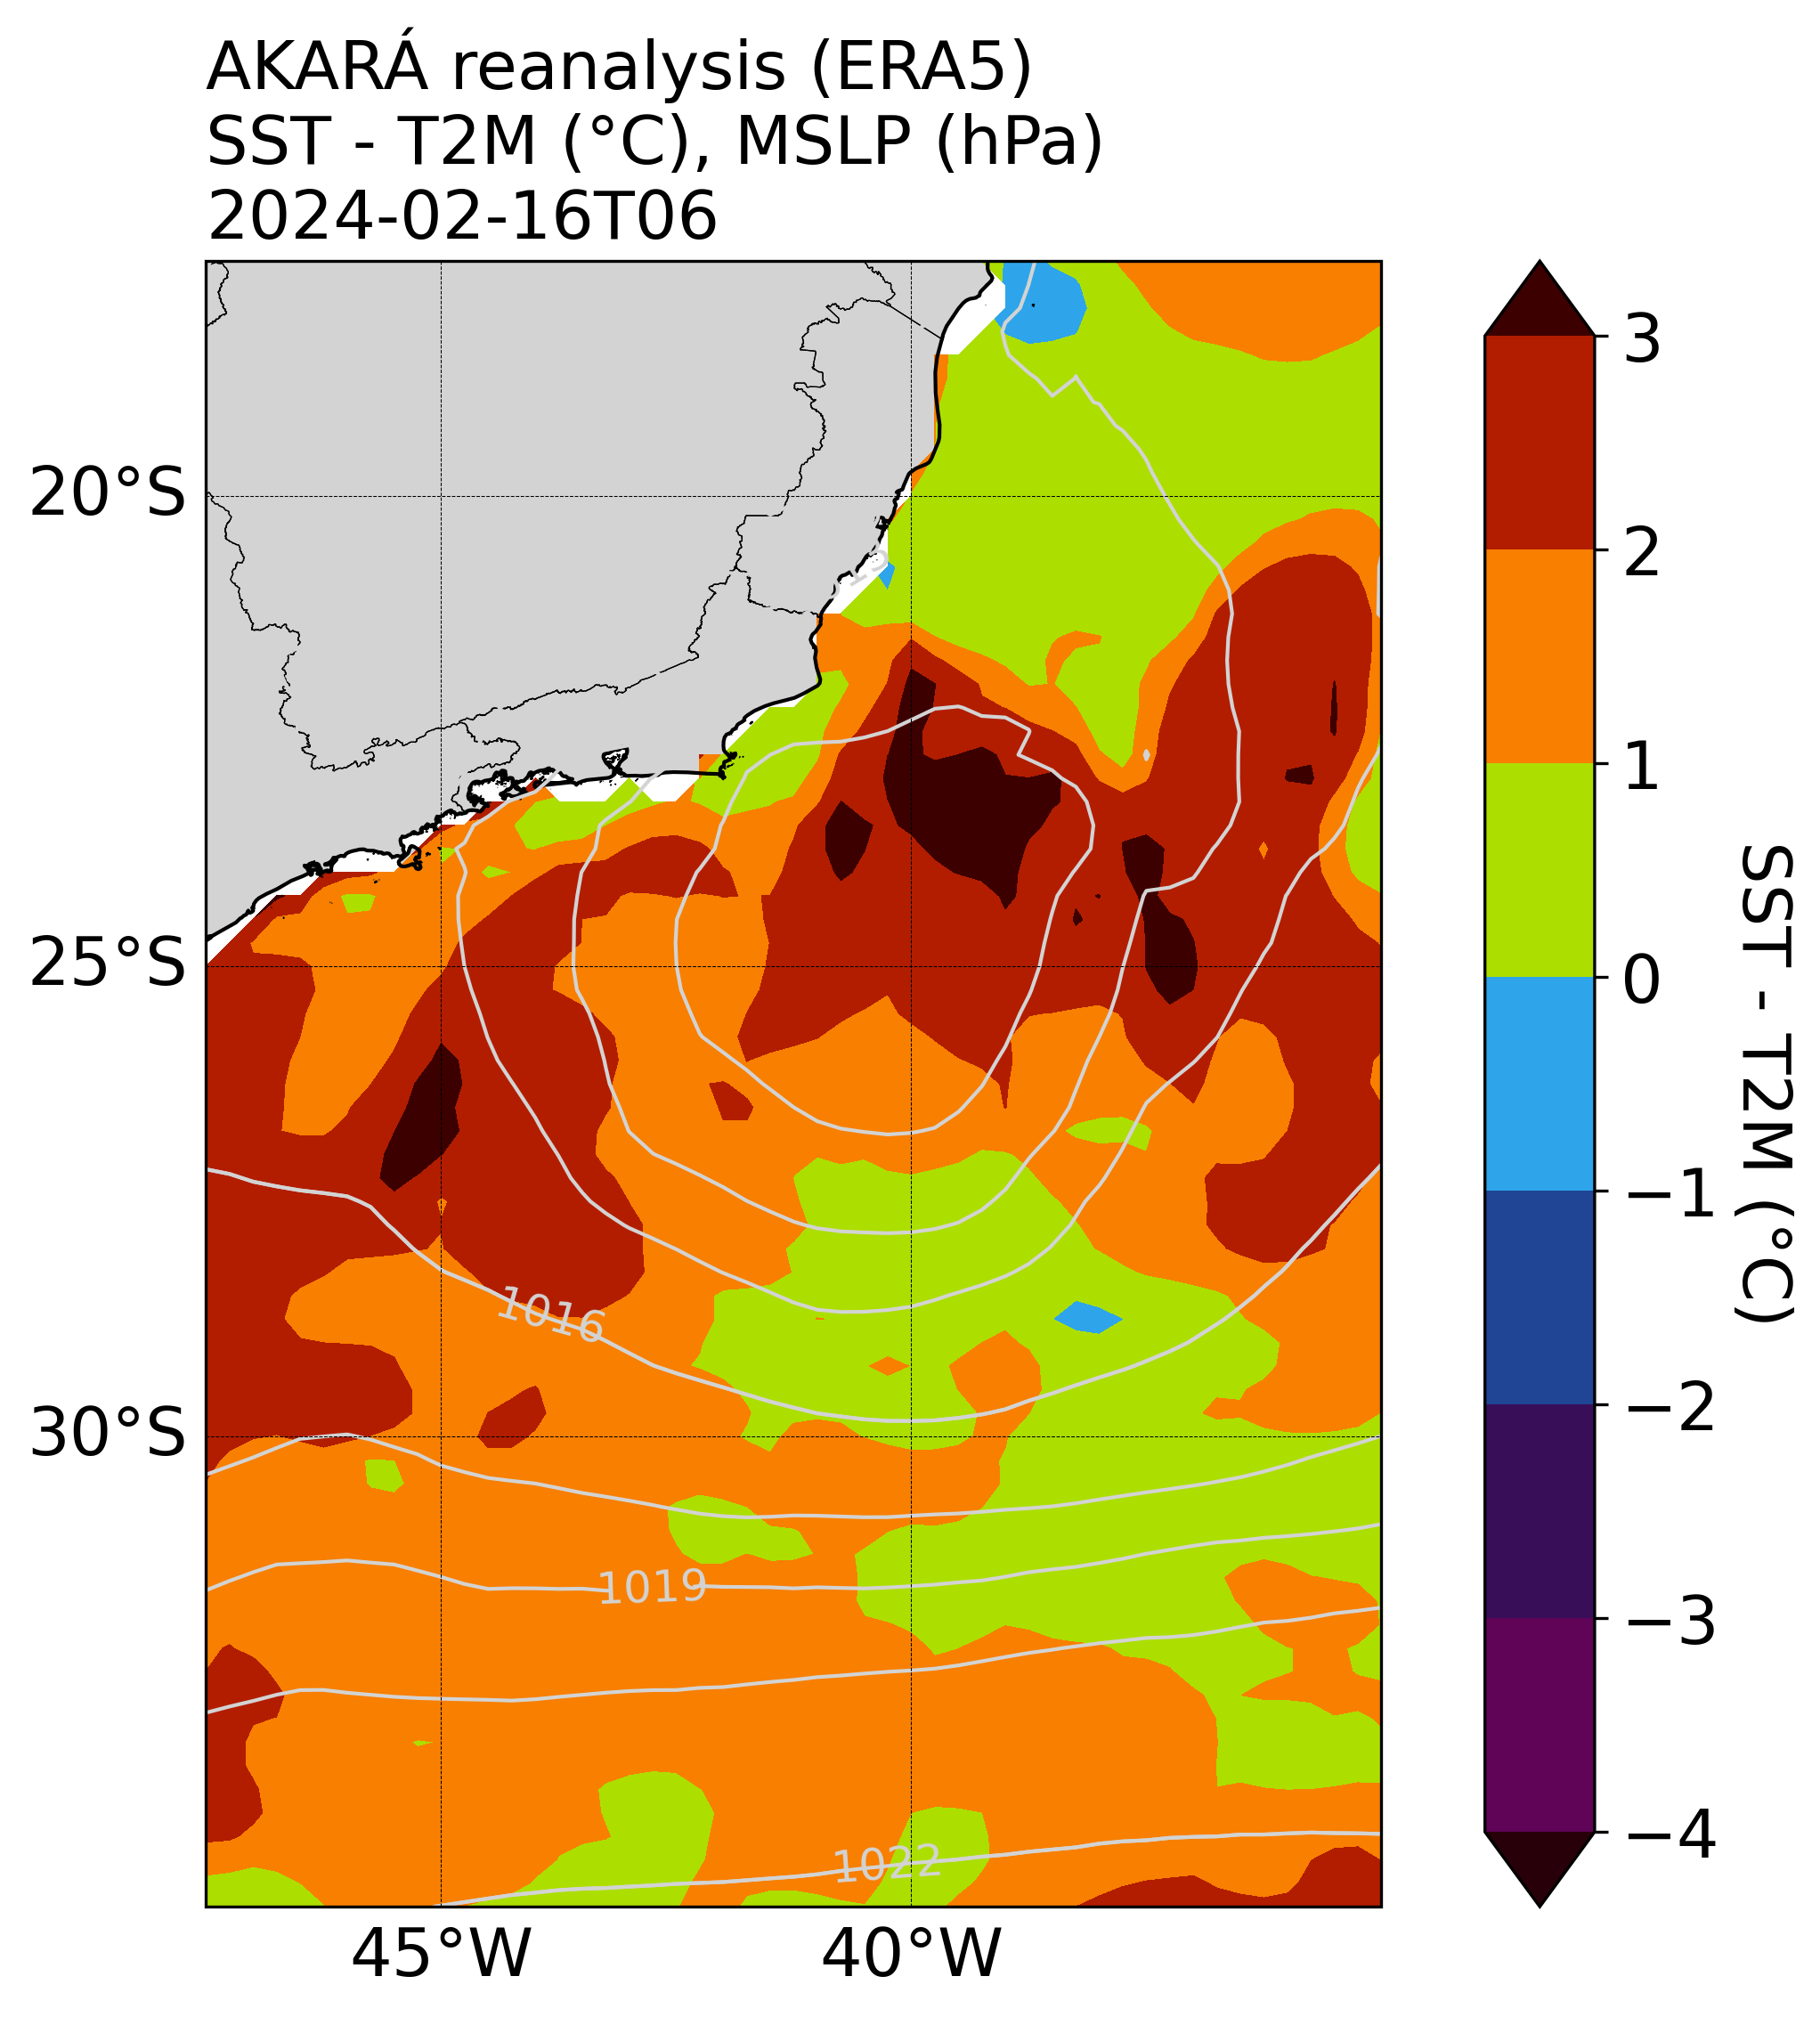 AKARÁ reanalysis (ERA5)
SST - T2M (°C), MSLP (hPa)
2024-02-16T06
20°S
25°S
30°S
45°W
40°W
1016
1019
1022
3
2
1
0
−1
−2
−3
−4
SST - T2M (°C)